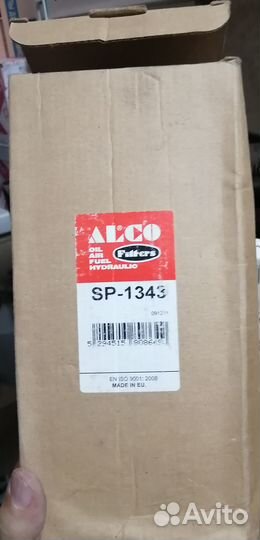 ALCO
OIL
AIR
FUEL
HYDRAULIC
Filters
SP-1343
EN ISO 9001: 2008
MADE IN EU.
Avito